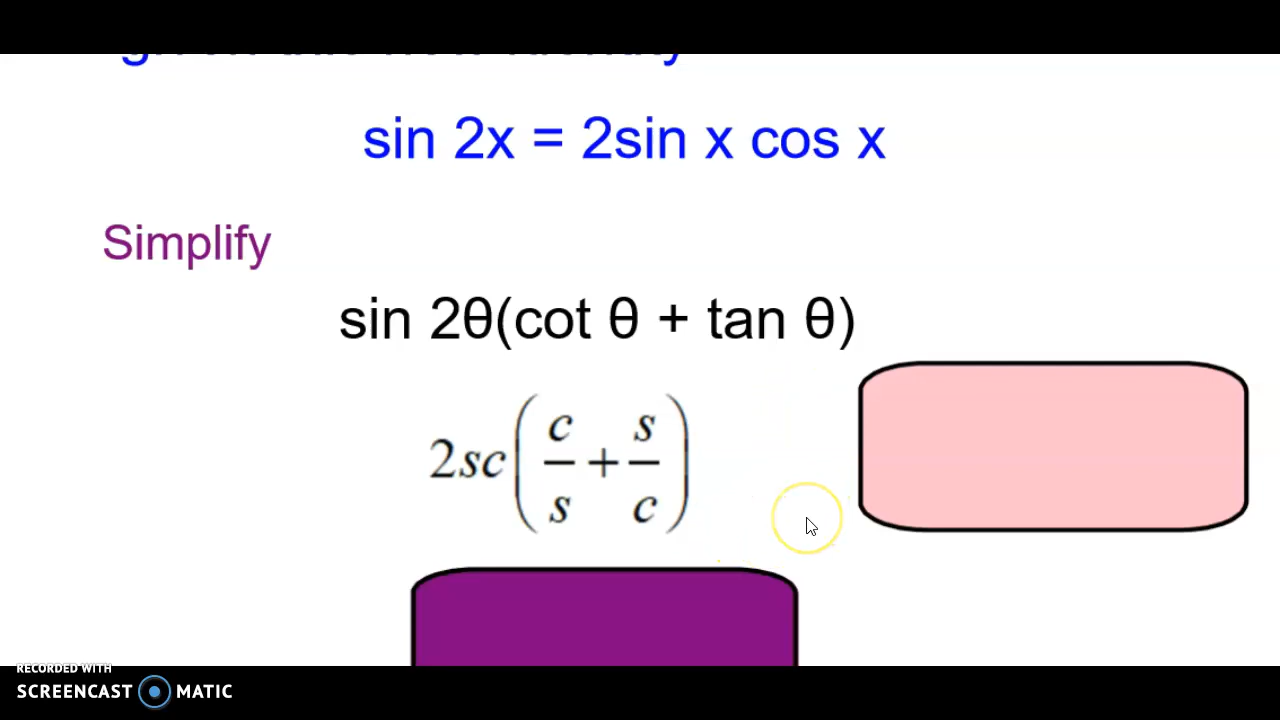 sin 2x = 2sin x cos x
Simplify
sin 2θ(cot θ + tan θ)
2sc(c/s + s/c)
RECORDED WITH
SCREENCAST MATIC